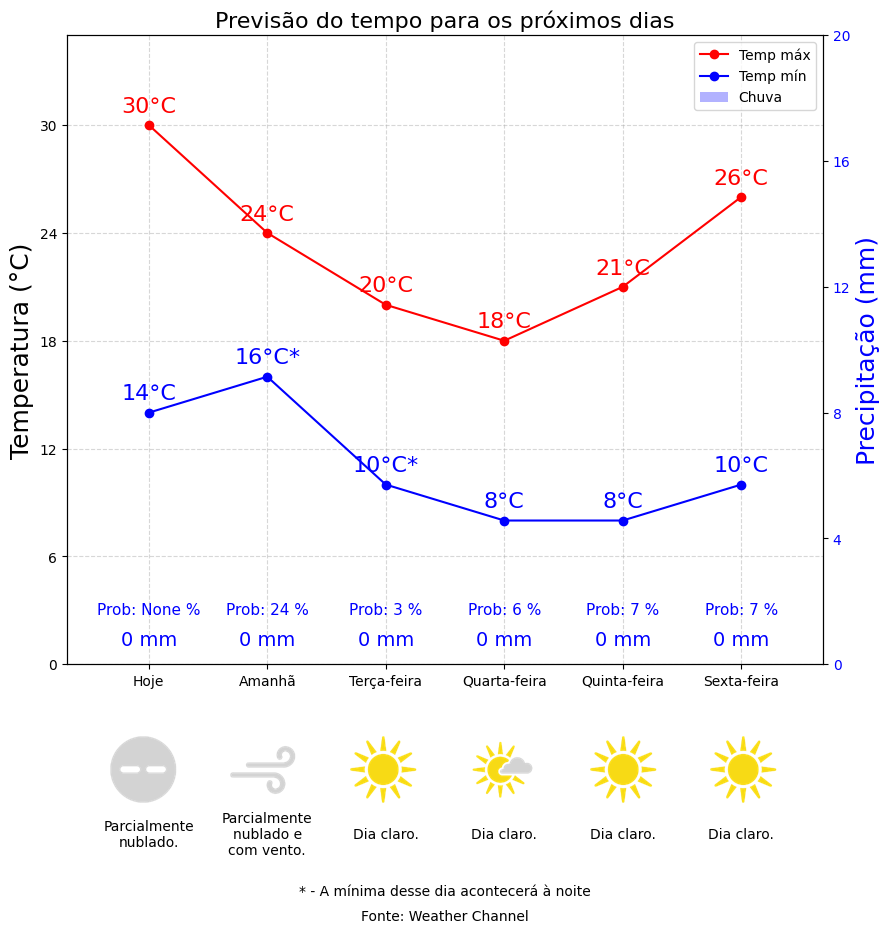 Previsão do tempo para os próximos dias
Temp máx
Temp mín
Chuva
Temperatura (°C)
Precipitação (mm)
30
24
18
12
6
0
20
16
12
8
4
0
30°C
24°C
20°C
18°C
21°C
26°C
14°C
16°C*
10°C*
8°C
8°C
10°C
Prob: None %
Prob: 24 %
Prob: 3 %
Prob: 6 %
Prob: 7 %
Prob: 7 %
0 mm
0 mm
0 mm
0 mm
0 mm
0 mm
Hoje
Amanhã
Terça-feira
Quarta-feira
Quinta-feira
Sexta-feira
Parcialmente
nublado.
Parcialmente
nublado e
com vento.
Dia claro.
Dia claro.
Dia claro.
Dia claro.
* - A mínima desse dia acontecerá à noite
Fonte: Weather Channel